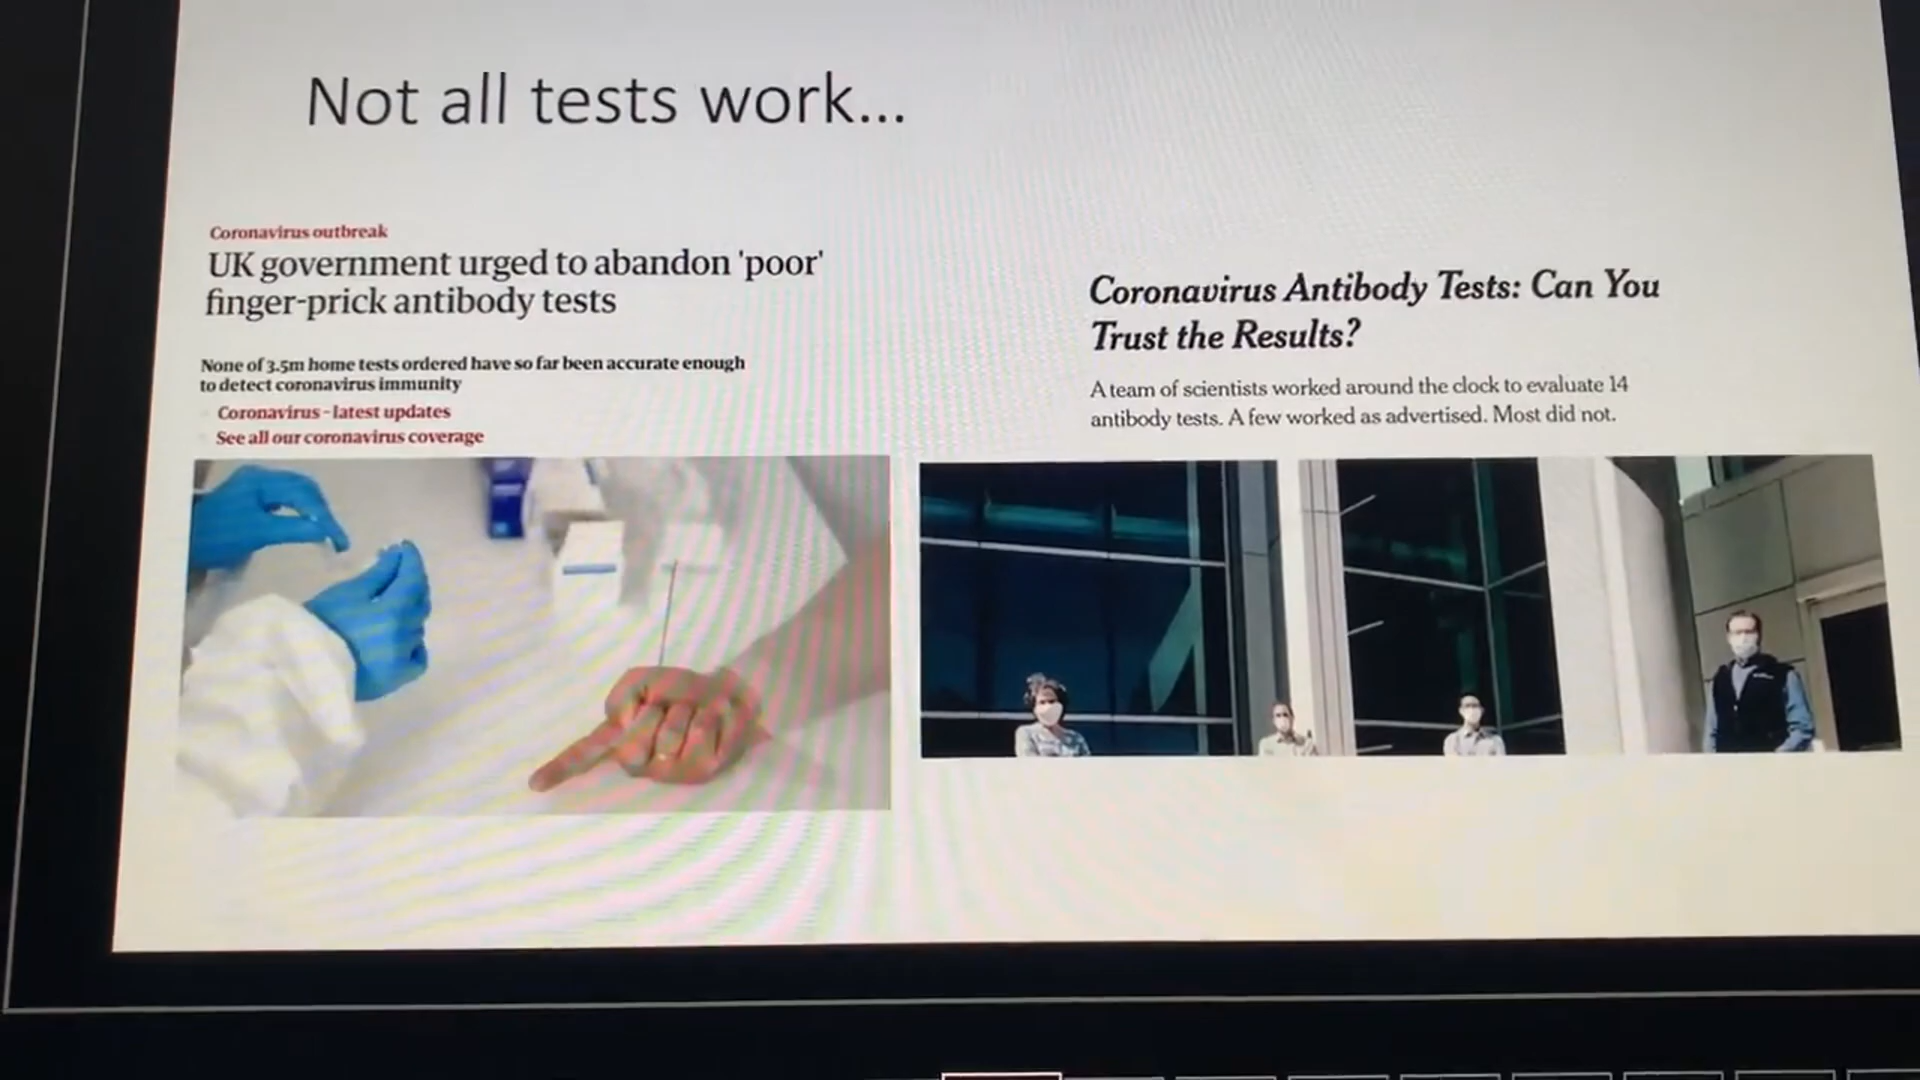 Not all tests work...
Coronavirus outbreak
UK government urged to abandon 'poor'
finger-prick antibody tests
None of 3.5m home tests ordered have so far been accurate enough
to detect coronavirus immunity
Coronavirus - latest updates
See all our coronavirus coverage
Coronavirus Antibody Tests: Can You
Trust the Results?
A team of scientists worked around the clock to evaluate 14
antibody tests. A few worked as advertised. Most did not.